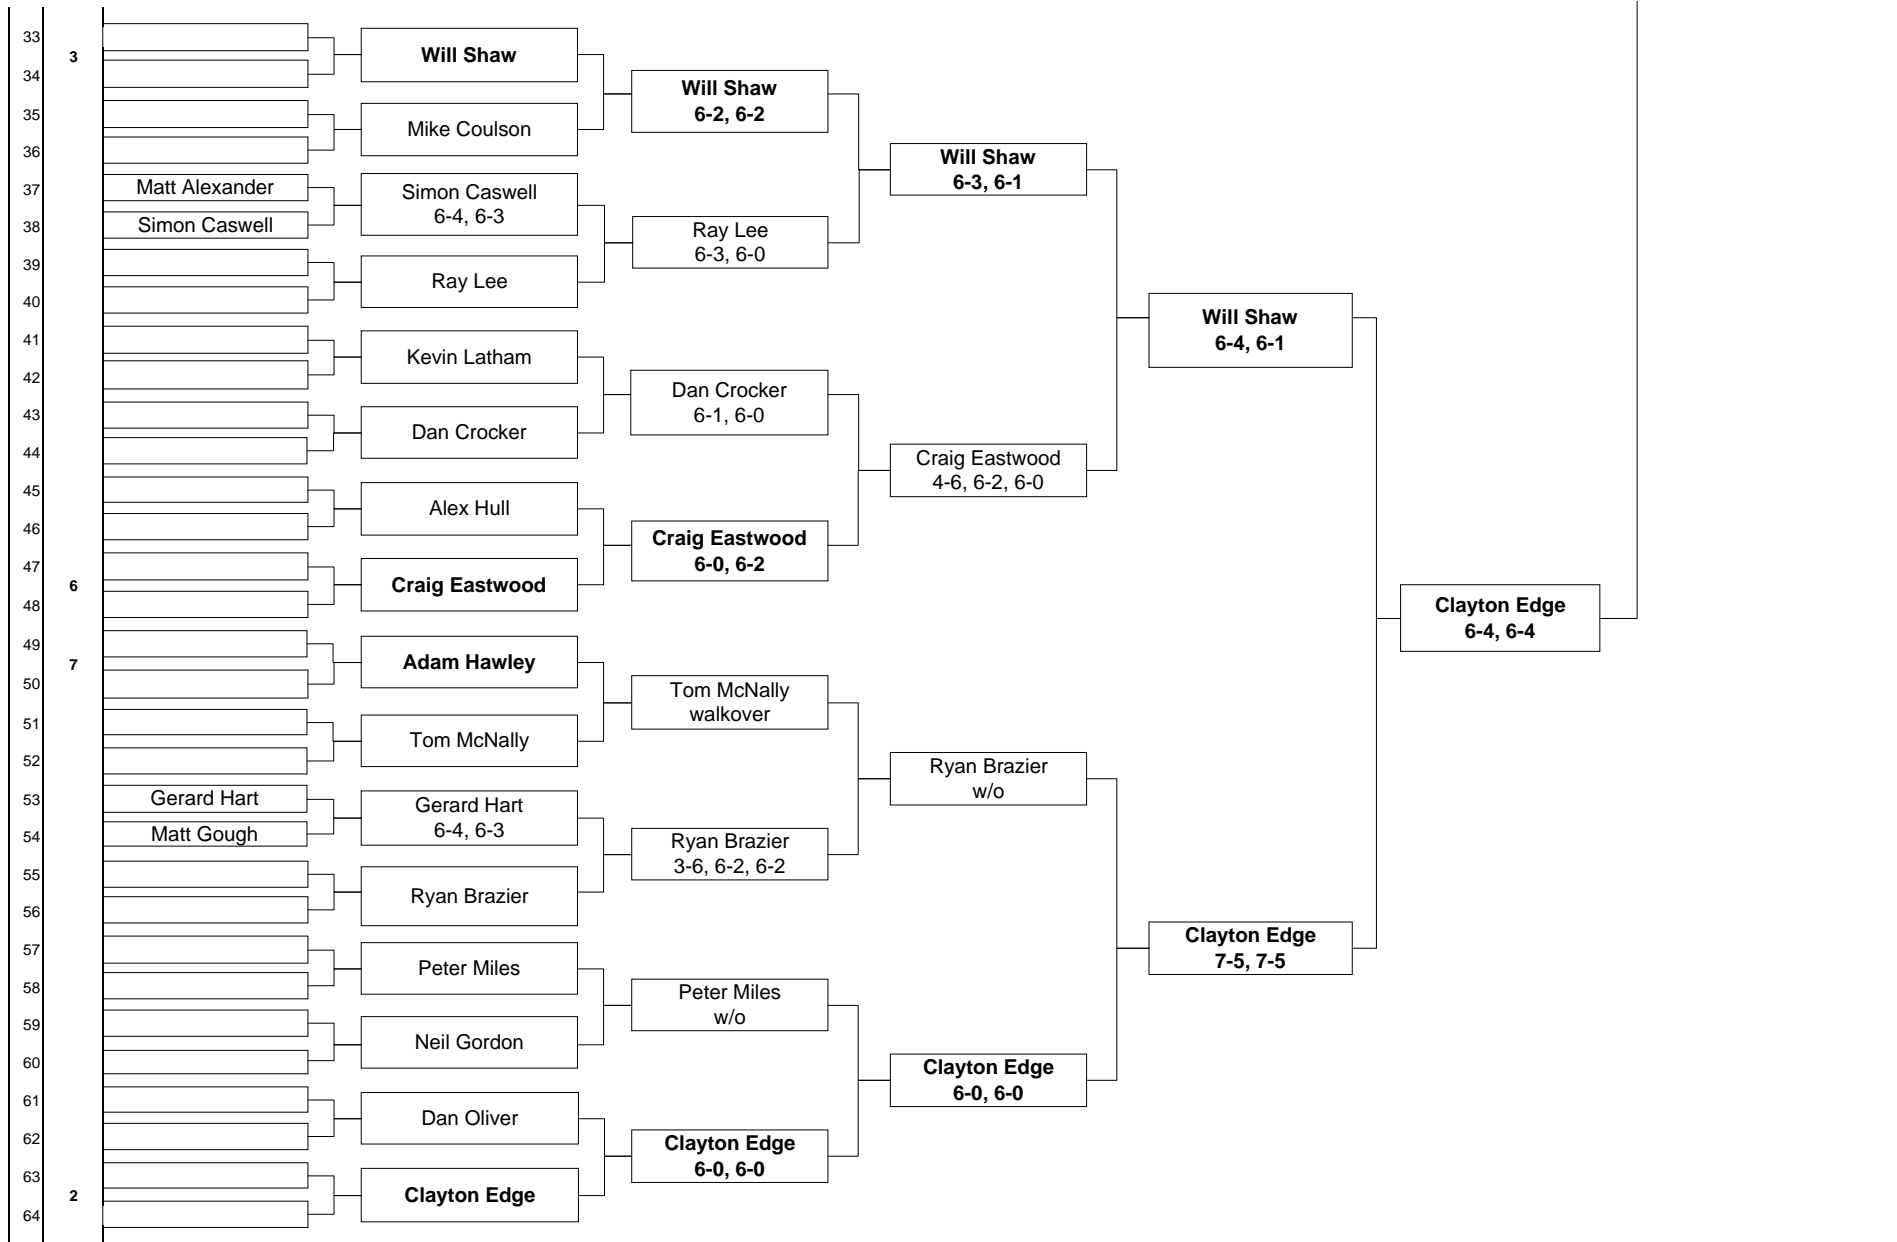 33
3
34
35
36
37
38
39
40
41
42
43
44
45
46
47
6
48
49
7
50
51
52
53
54
55
56
57
58
59
60
61
62
63
2
64
Matt Alexander
Simon Caswell
Gerard Hart
Matt Gough
Will Shaw
Mike Coulson
Simon Caswell
6-4, 6-3
Ray Lee
Kevin Latham
Dan Crocker
Alex Hull
Craig Eastwood
Adam Hawley
Tom McNally
Gerard Hart
6-4, 6-3
Ryan Brazier
Peter Miles
Neil Gordon
Dan Oliver
Clayton Edge
Will Shaw
6-2, 6-2
Ray Lee
6-3, 6-0
Dan Crocker
6-1, 6-0
Craig Eastwood
6-0, 6-2
Tom McNally
walkover
Ryan Brazier
3-6, 6-2, 6-2
Peter Miles
w/o
Clayton Edge
6-0, 6-0
Will Shaw
6-3, 6-1
Craig Eastwood
4-6, 6-2, 6-0
Ryan Brazier
w/o
Clayton Edge
6-0, 6-0
Will Shaw
6-4, 6-1
Clayton Edge
7-5, 7-5
Clayton Edge
6-4, 6-4